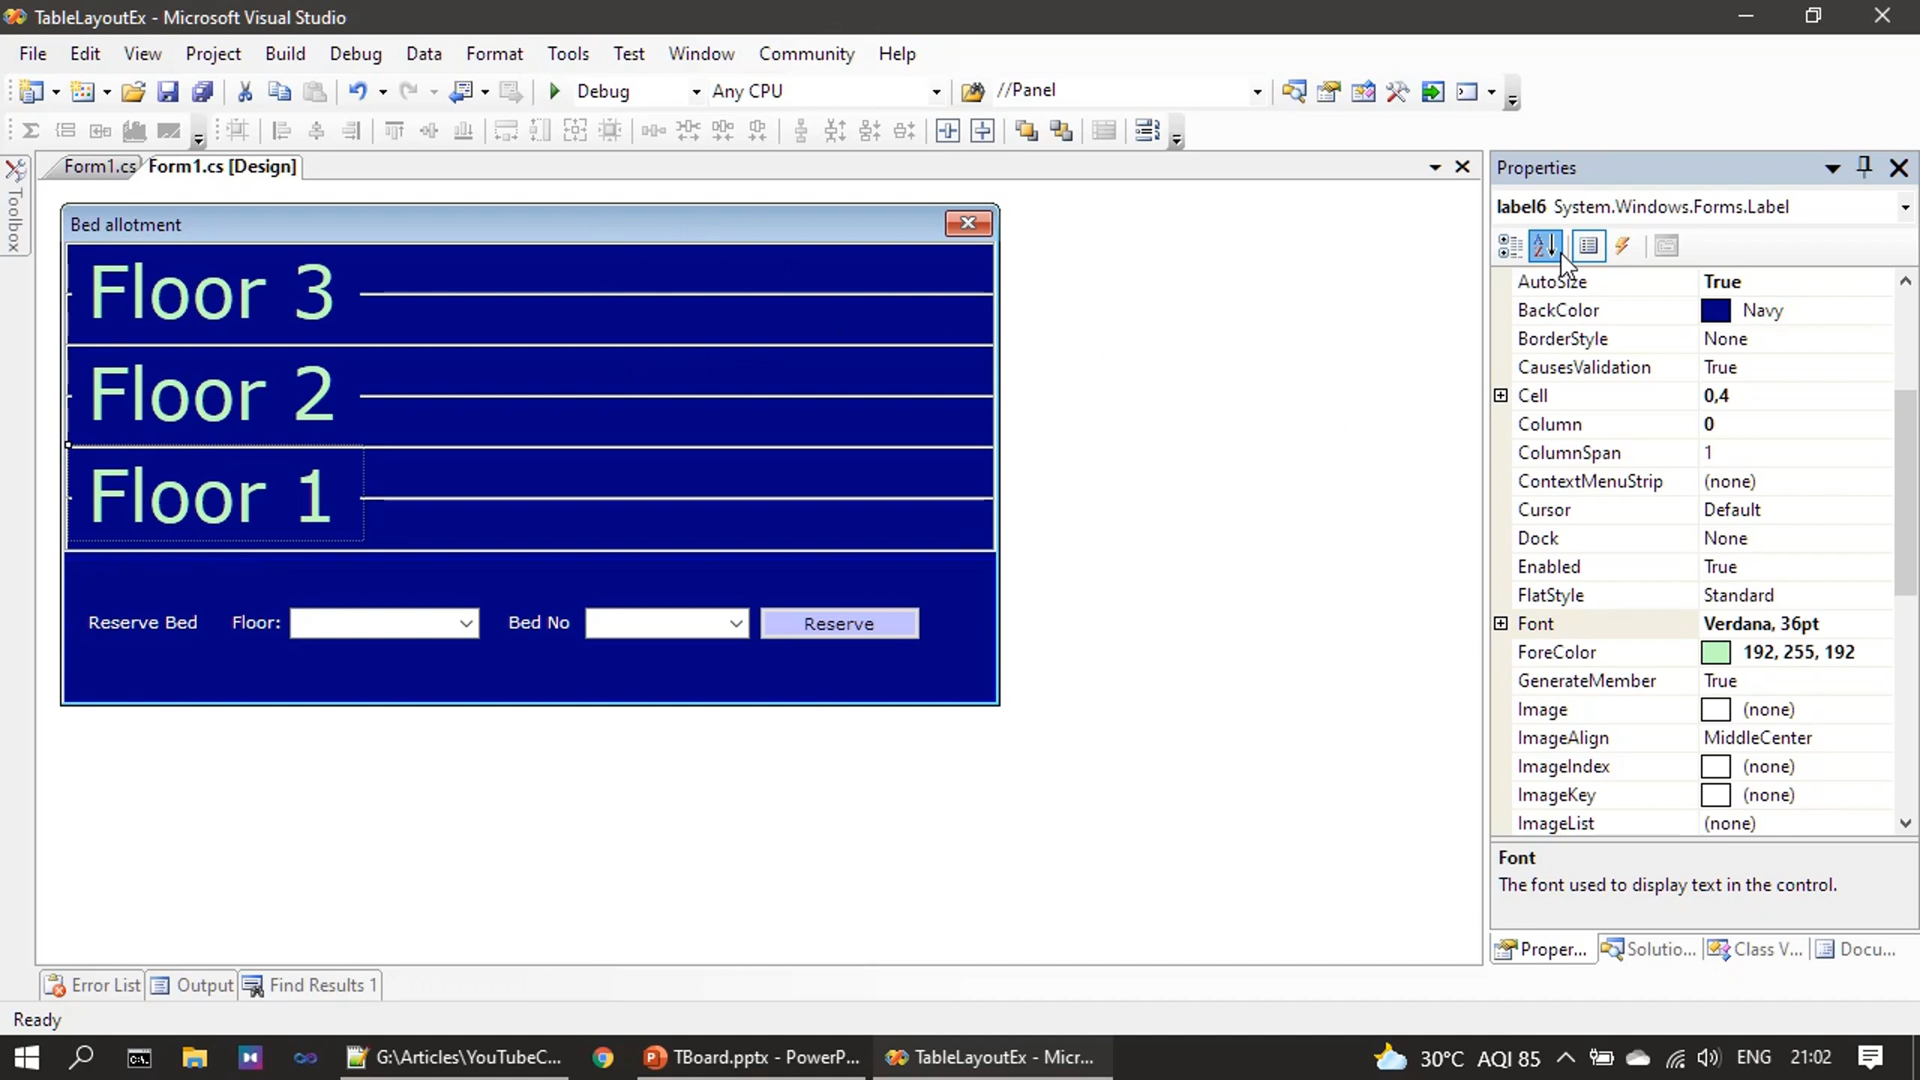 TableLayoutEx - Microsoft Visual Studio
File Edit View Project Build Debug Data Format Tools Test Window Community Help
Debug Any CPU //Panel
Toolbox
Form1.cs Form1.cs [Design]
Bed allotment
Floor 3
Floor 2
Floor 1
Reserve Bed Floor: Bed No Reserve
Properties
label6 System.Windows.Forms.Label
AutoSize True
BackColor Navy
BorderStyle None
CausesValidation True
Cell 0,4
Column 0
ColumnSpan 1
ContextMenuStrip (none)
Cursor Default
Dock None
Enabled True
FlatStyle Standard
Font Verdana, 36pt
ForeColor 192, 255, 192
GenerateMember True
Image (none)
ImageAlign MiddleCenter
ImageIndex (none)
ImageKey (none)
ImageList (none)
Font
The font used to display text in the control.
Proper... Solutio... Class V... Docu...
Error List Output Find Results 1
Ready
G:\Articles\YouTubeC... TBoard.pptx - PowerP... TableLayoutEx - Micr... 30°C AQI 85 ENG 21:02